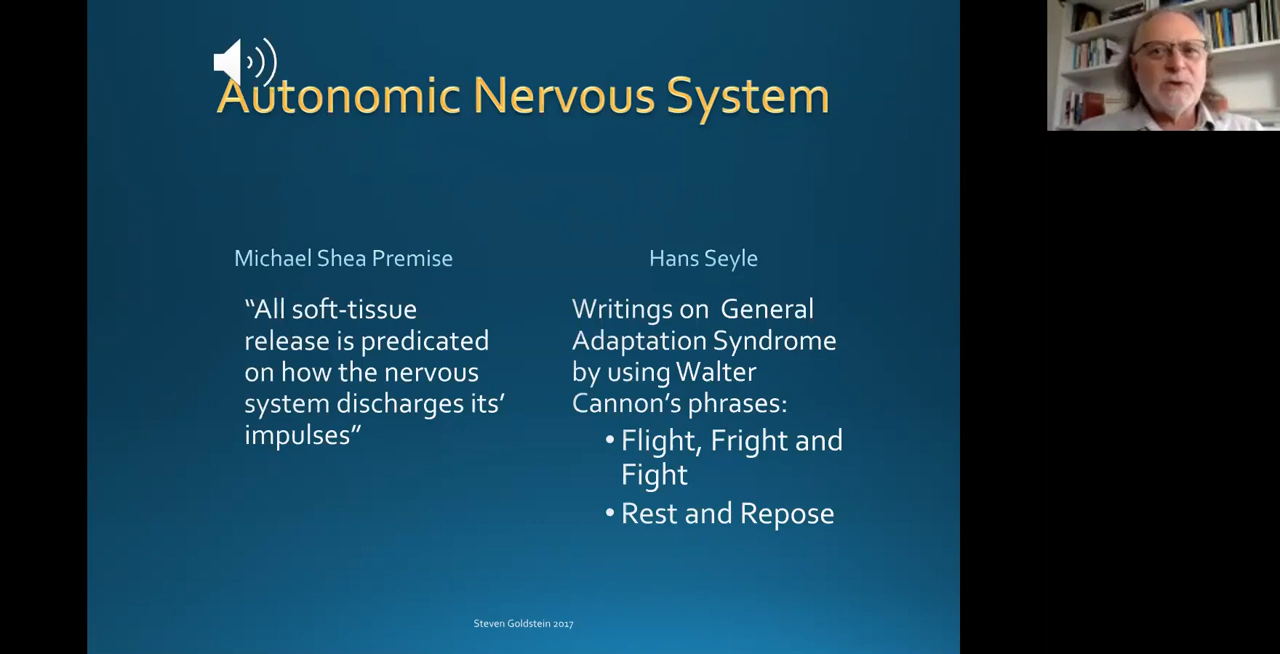 Autonomic Nervous System
Michael Shea Premise
“All soft-tissue
release is predicated
on how the nervous
system discharges its’
impulses”
Hans Seyle
Writings on General
Adaptation Syndrome
by using Walter
Cannon’s phrases:
• Flight, Fright and
Fight
• Rest and Repose
Steven Goldstein 2017